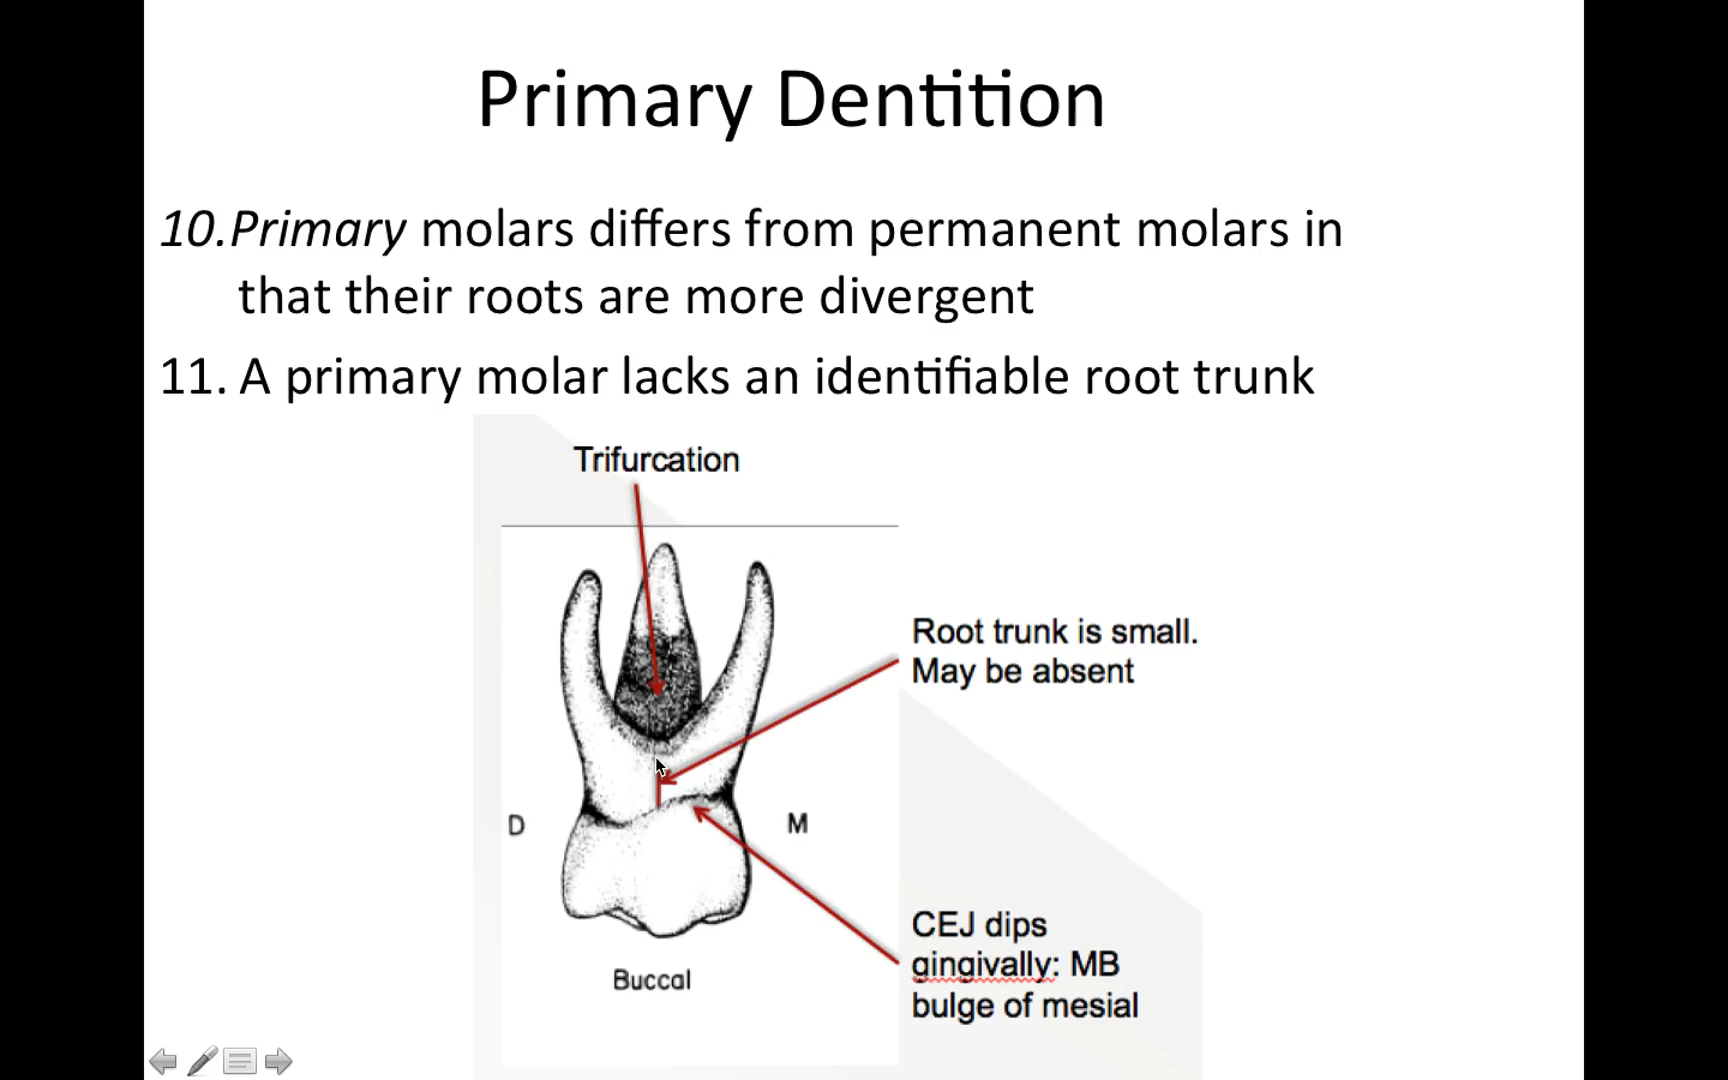 Primary Dentition
10.Primary molars differs from permanent molars in
that their roots are more divergent
11. A primary molar lacks an identifiable root trunk
Trifurcation
Root trunk is small.
May be absent
D
M
CEJ dips
gingivally: MB
bulge of mesial
Buccal